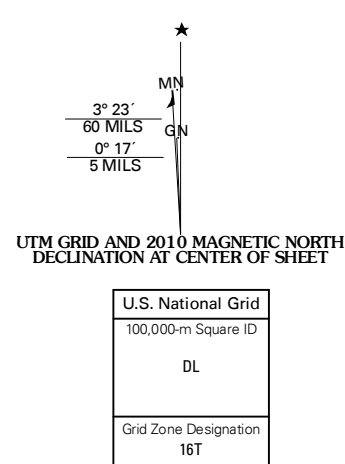 ★
MN
3° 23´
60 MILS
GN
0° 17´
5 MILS
UTM GRID AND 2010 MAGNETIC NORTH
DECLINATION AT CENTER OF SHEET
U.S. National Grid
100,000-m Square ID
DL
Grid Zone Designation
16T